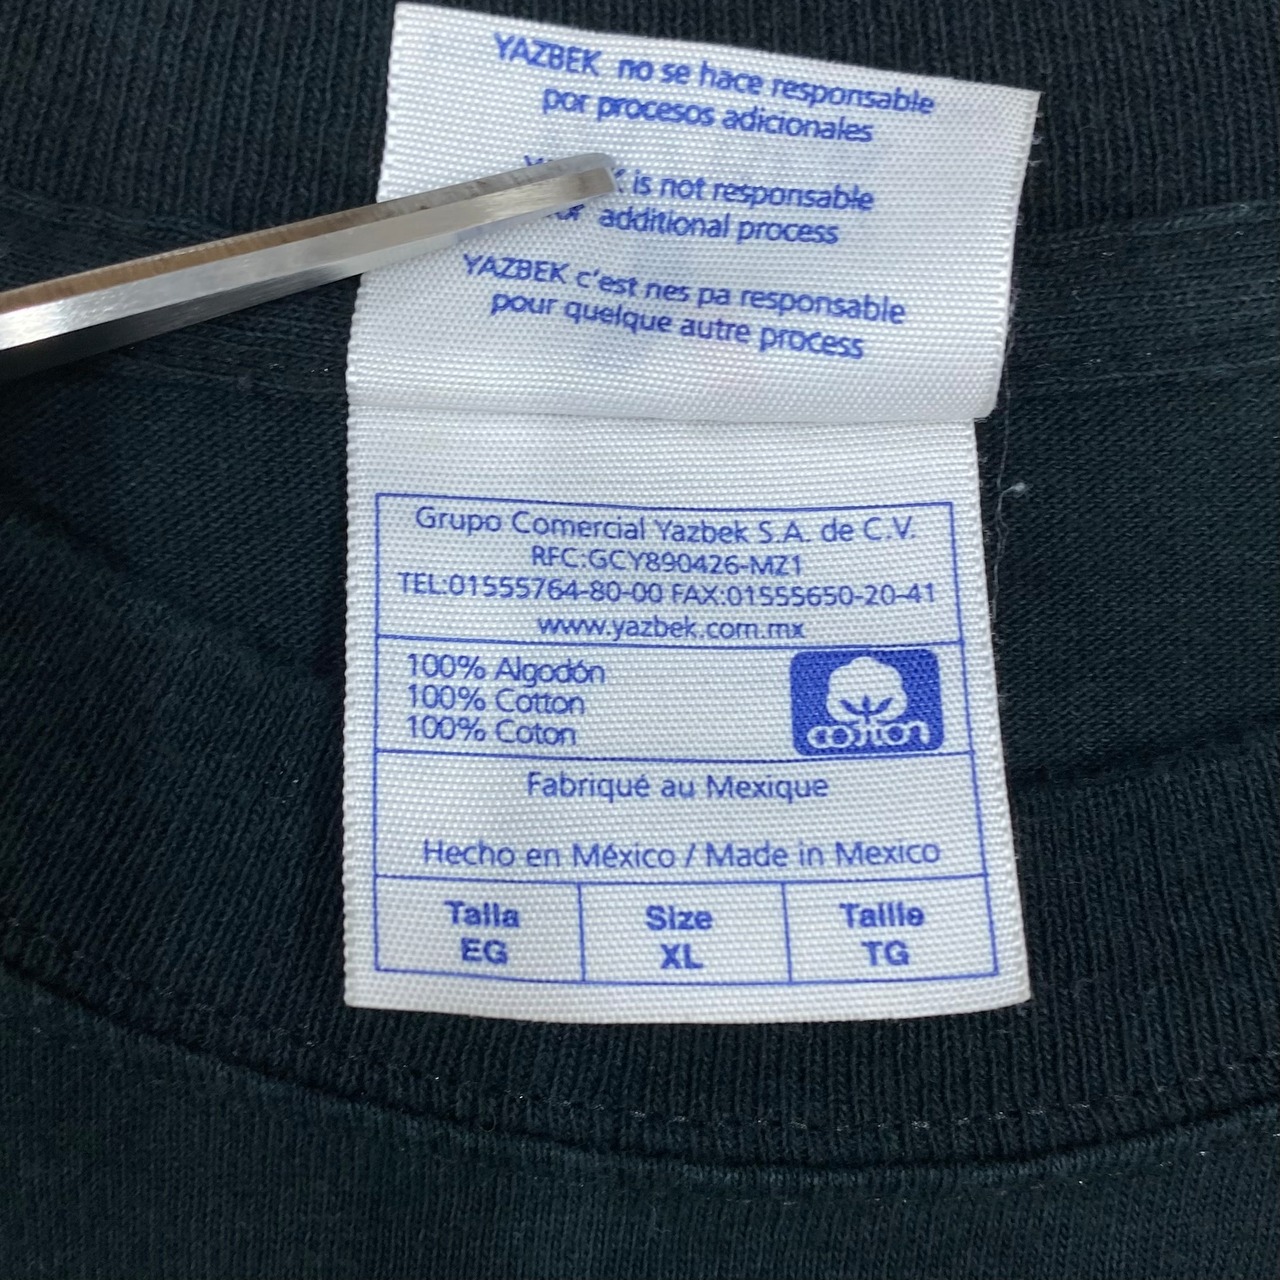 YAZBEK no se hace responsable
por procesos adicionales
is not responsable
additional process
YAZBEK c'est nes pa responsable
pour quelque autre process
Grupo Comercial Yazbek S.A. de C.V.
RFC:GCY890426-MZ1
TEL:01555764-80-00 FAX:01555650-20-41
www.yazbek.com.mx
100% Algodón
100% Cotton
100% Coton
cotton
Fabriqué au Mexique
Hecho en México / Made in Mexico
Talla Size Taille
EG XL TG